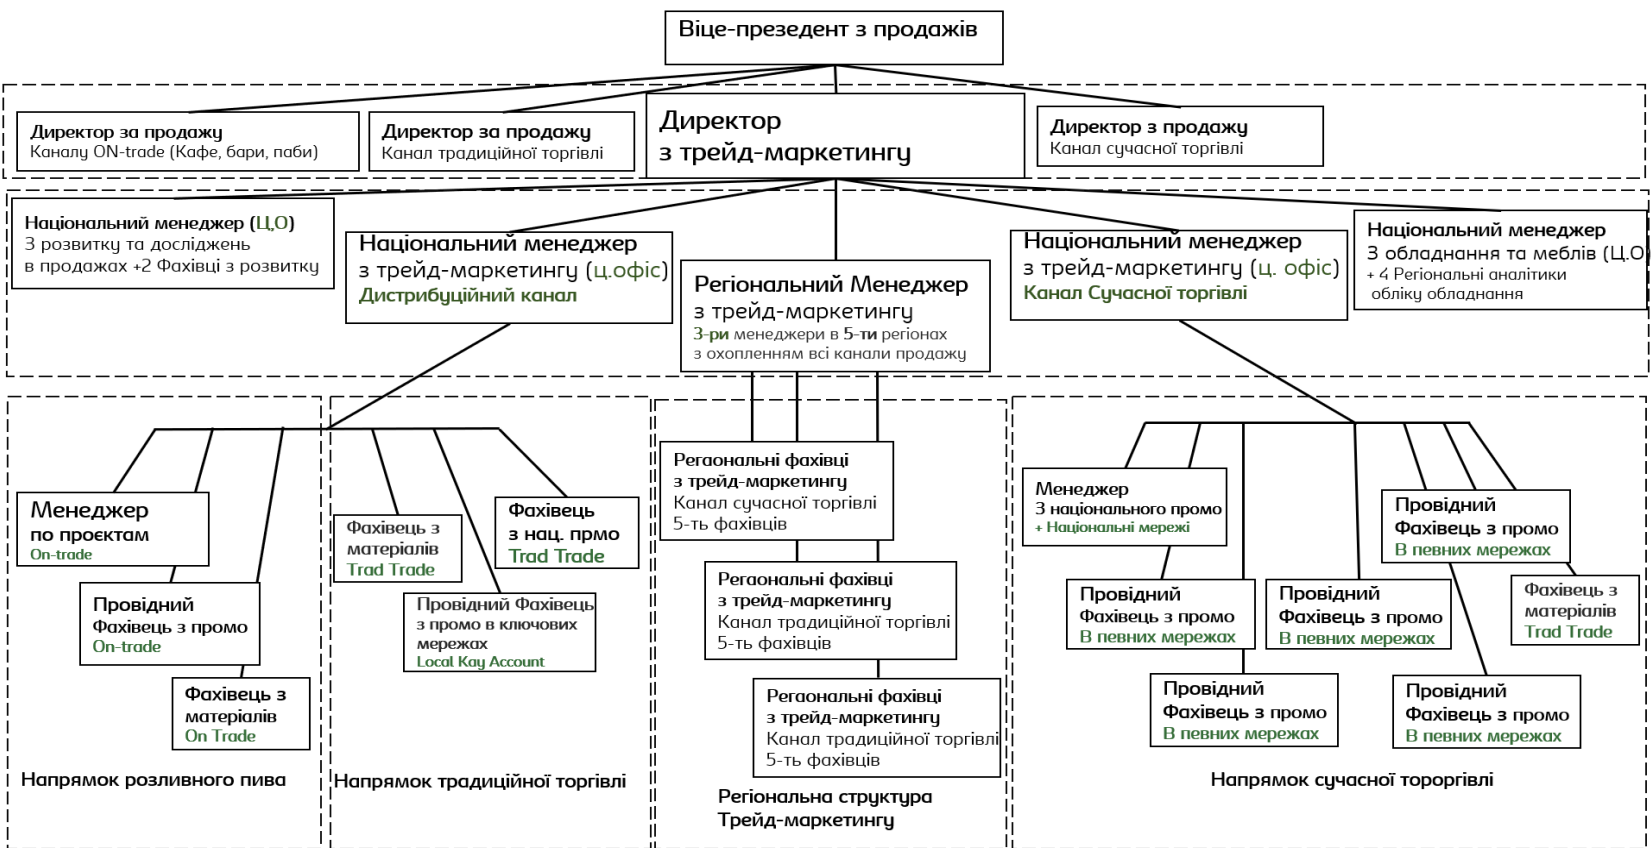 Віце-президент з продажів
Директор за продажу
Каналу ON-trade (Кафе, бари, паби)
Директор за продажу
Канал традиційної торгівлі
Директор
з трейд-маркетингу
Директор з продажу
Канал сучасної торгівлі
Національний менеджер (Ц,О)
З розвитку та досліджень
в продажах +2 Фахівці з розвитку
Національний менеджер
з трейд-маркетингу (ц.офіс)
Дистрибуційний канал
Регіональний Менеджер
з трейд-маркетингу
3-ри менеджери в 5-ти регіонах
з охопленням всі канали продажу
Національний менеджер
з трейд-маркетингу (ц. офіс)
Канал Сучасної торгівлі
Національний менеджер
З обладнання та меблів (Ц.О
+ 4 Регіональні аналітики
обліку обладнання
Менеджер
по проєктам
On-trade
Провідний
Фахівець з промо
On-trade
Фахівець з
матеріалів
On Trade
Напрямок розливного пива
Фахівець з
матеріалів
Trad Trade
Фахівець
з нац. прмо
Trad Trade
Провідний Фахівець
з промо в ключових
мережах
Local Kay Account
Напрямок традиційної торгівлі
Регаональні фахівці
з трейд-маркетингу
Канал сучасної торгівлі
5-ть фахівців
Регаональні фахівці
з трейд-маркетингу
Канал традиційної торгівлі
5-ть фахівців
Регаональні фахівці
з трейд-маркетингу
Канал традиційної торгівлі
5-ть фахівців
Регіональна структура
Трейд-маркетингу
Менеджер
З національного промо
+ Національні мережі
Провідний
Фахівець з промо
В певних мережах
Провідний
Фахівець з промо
В певних мережах
Провідний
Фахівець з промо
В певних мережах
Фахівець з
матеріалів
Trad Trade
Провідний
Фахівець з промо
В певних мережах
Провідний
Фахівець з промо
В певних мережах
Напрямок сучасної тороргівлі